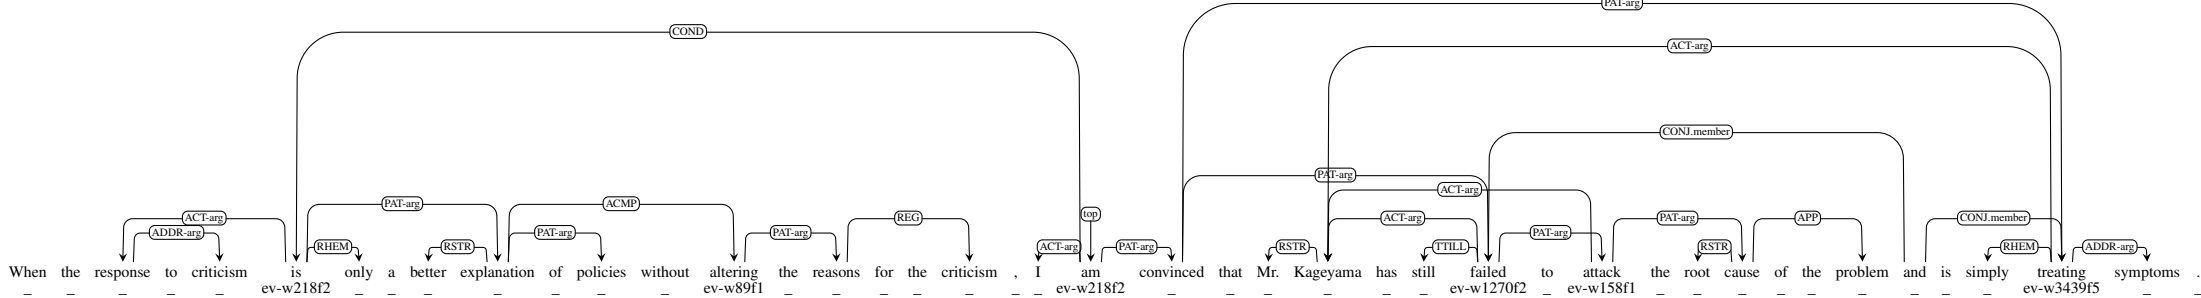 PAT-arg
COND
ACT-arg
CONJ.member
PAT-arg
ACT-arg
PAT-arg ACMP top
ACT-arg REG ACT-arg PAT-arg APP CONJ.member
ADDR-arg PAT-arg PAT-arg PAT-arg
RHEM RSTR ACT-arg PAT-arg RSTR TTILL RSTR RHEM ADDR-arg
When the response to criticism is only a better explanation of policies without altering the reasons for the criticism , I am convinced that Mr. Kageyama has still failed to attack the root cause of the problem and is simply treating symptoms .
_ _ _ _ _ ev-w218f2 _ _ _ _ _ _ _ ev-w89f1 _ _ _ _ _ _ _ ev-w218f2 _ _ _ _ _ _ ev-w1270f2 _ ev-w158f1 _ _ _ _ _ _ _ _ _ ev-w3439f5 _ _